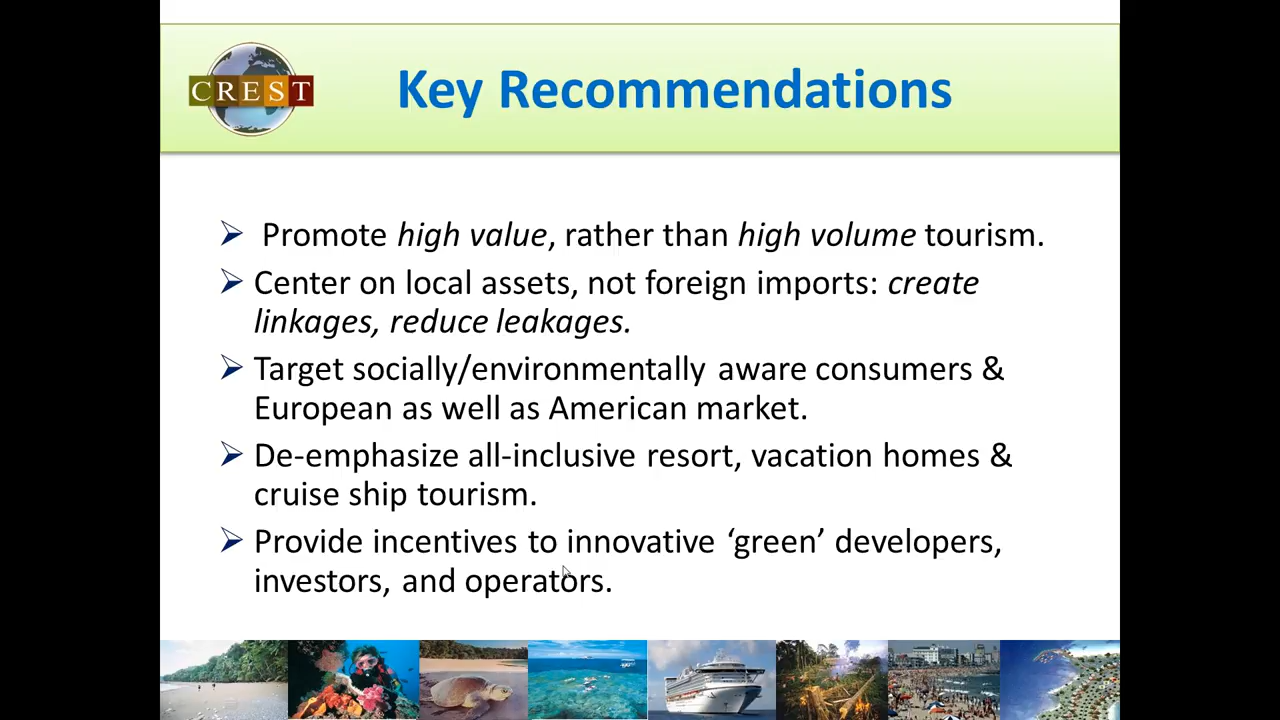 CREST
Key Recommendations
➢ Promote high value, rather than high volume tourism.
➢ Center on local assets, not foreign imports: create
linkages, reduce leakages.
➢ Target socially/environmentally aware consumers &
European as well as American market.
➢ De-emphasize all-inclusive resort, vacation homes &
cruise ship tourism.
➢ Provide incentives to innovative ‘green’ developers,
investors, and operators.